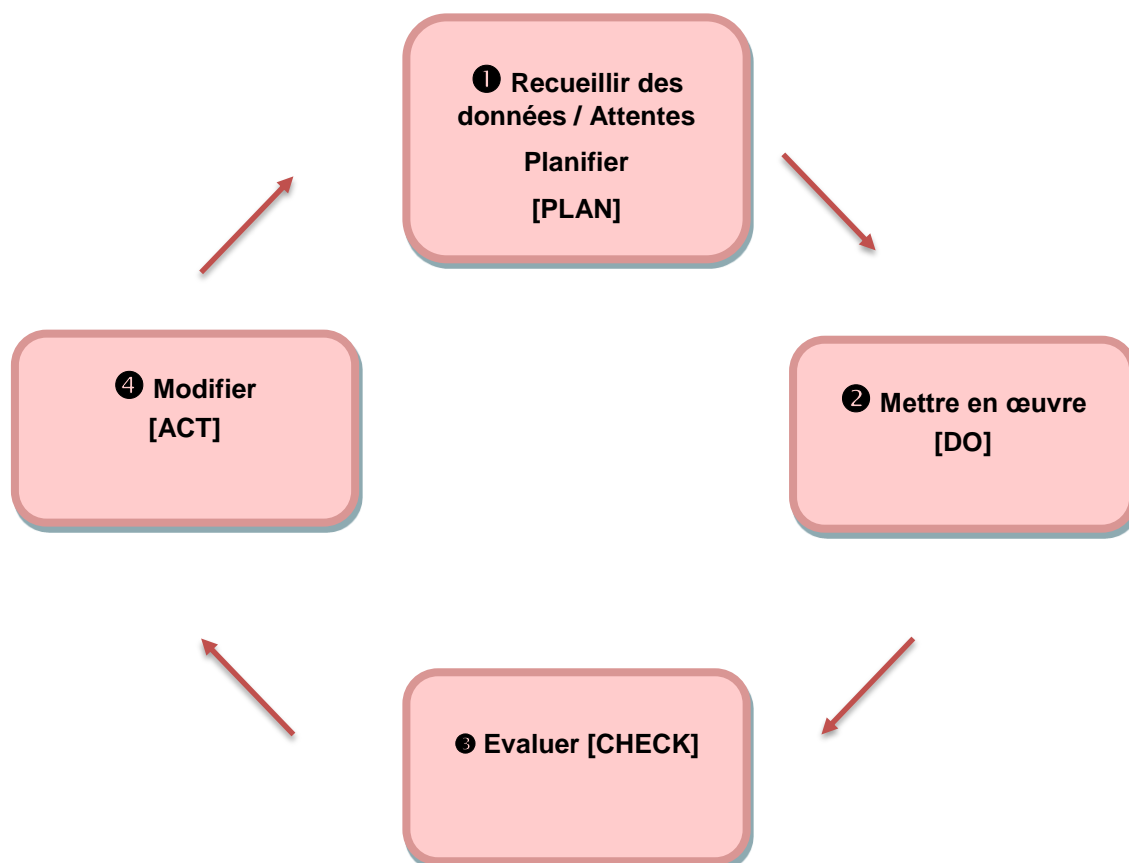 ❶ Recueillir des
données / Attentes
Planifier
[PLAN]
❹ Modifier
[ACT]
❷ Mettre en œuvre
[DO]
❸ Evaluer [CHECK]